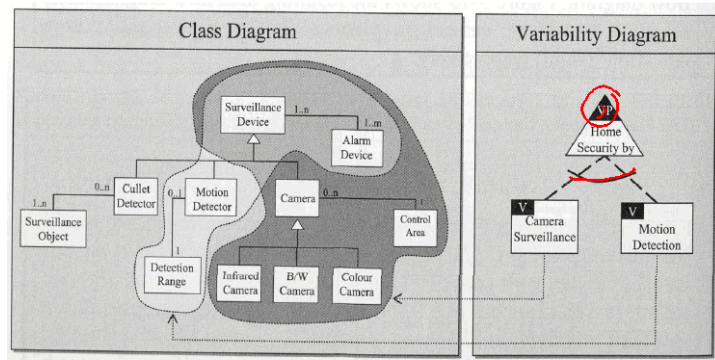 Class Diagram
Variability Diagram
Surveillance
Device
1..n
1..m
Alarm
Device
VP
Home
Security by
Cullet
Detector
0..n
1..n
Surveillance
Object
Motion
Detector
0..1
1
Detection
Range
Camera
0..n
Control
Area
Infrared
Camera
B/W
Camera
Colour
Camera
V
Camera
Surveillance
V
Motion
Detection